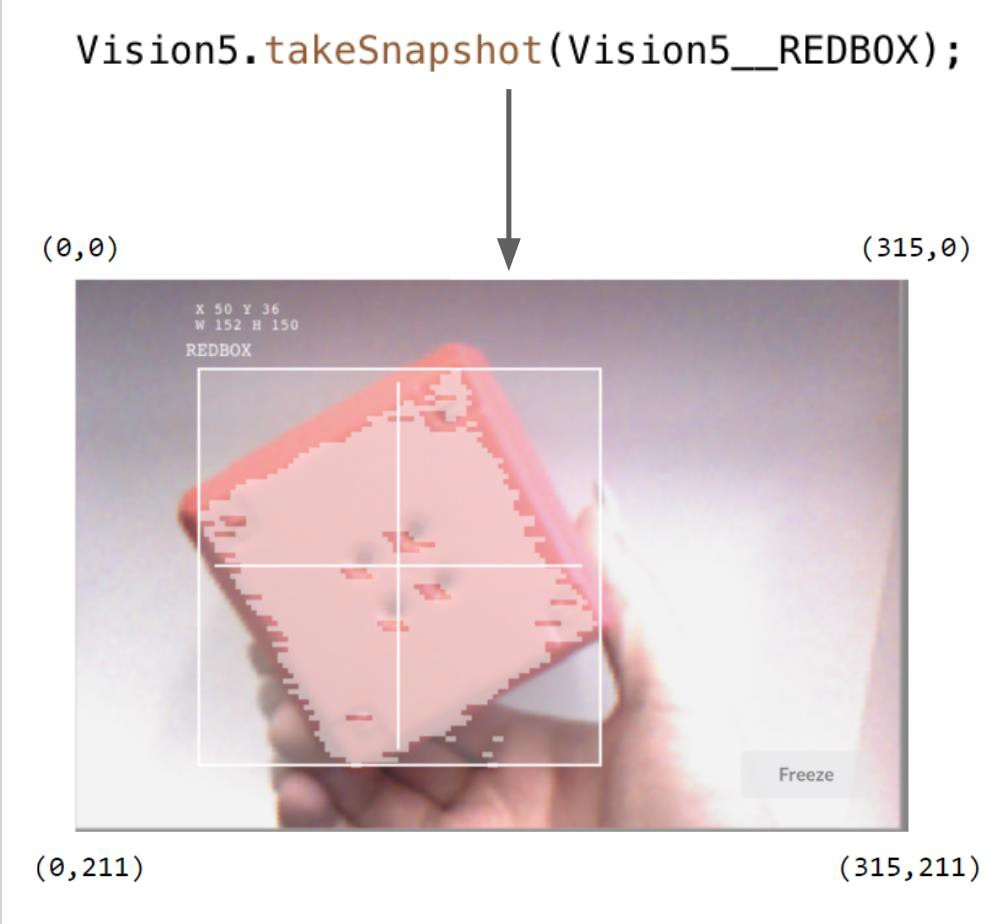 Vision5.takeSnapshot(Vision5__REDBOX);
(0,0)
(315,0)
X 50 Y 36
W 152 H 150
REDBOX
Freeze
(0,211)
(315,211)